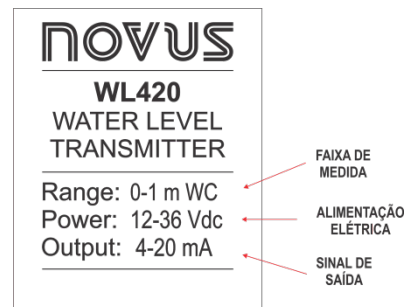 NOVUS
WL420
WATER LEVEL
TRANSMITTER
Range: 0-1 m WC
Power: 12-36 Vdc
Output: 4-20 mA
FAIXA DE
MEDIDA
ALIMENTAÇÃO
ELÉTRICA
SINAL DE
SAÍDA